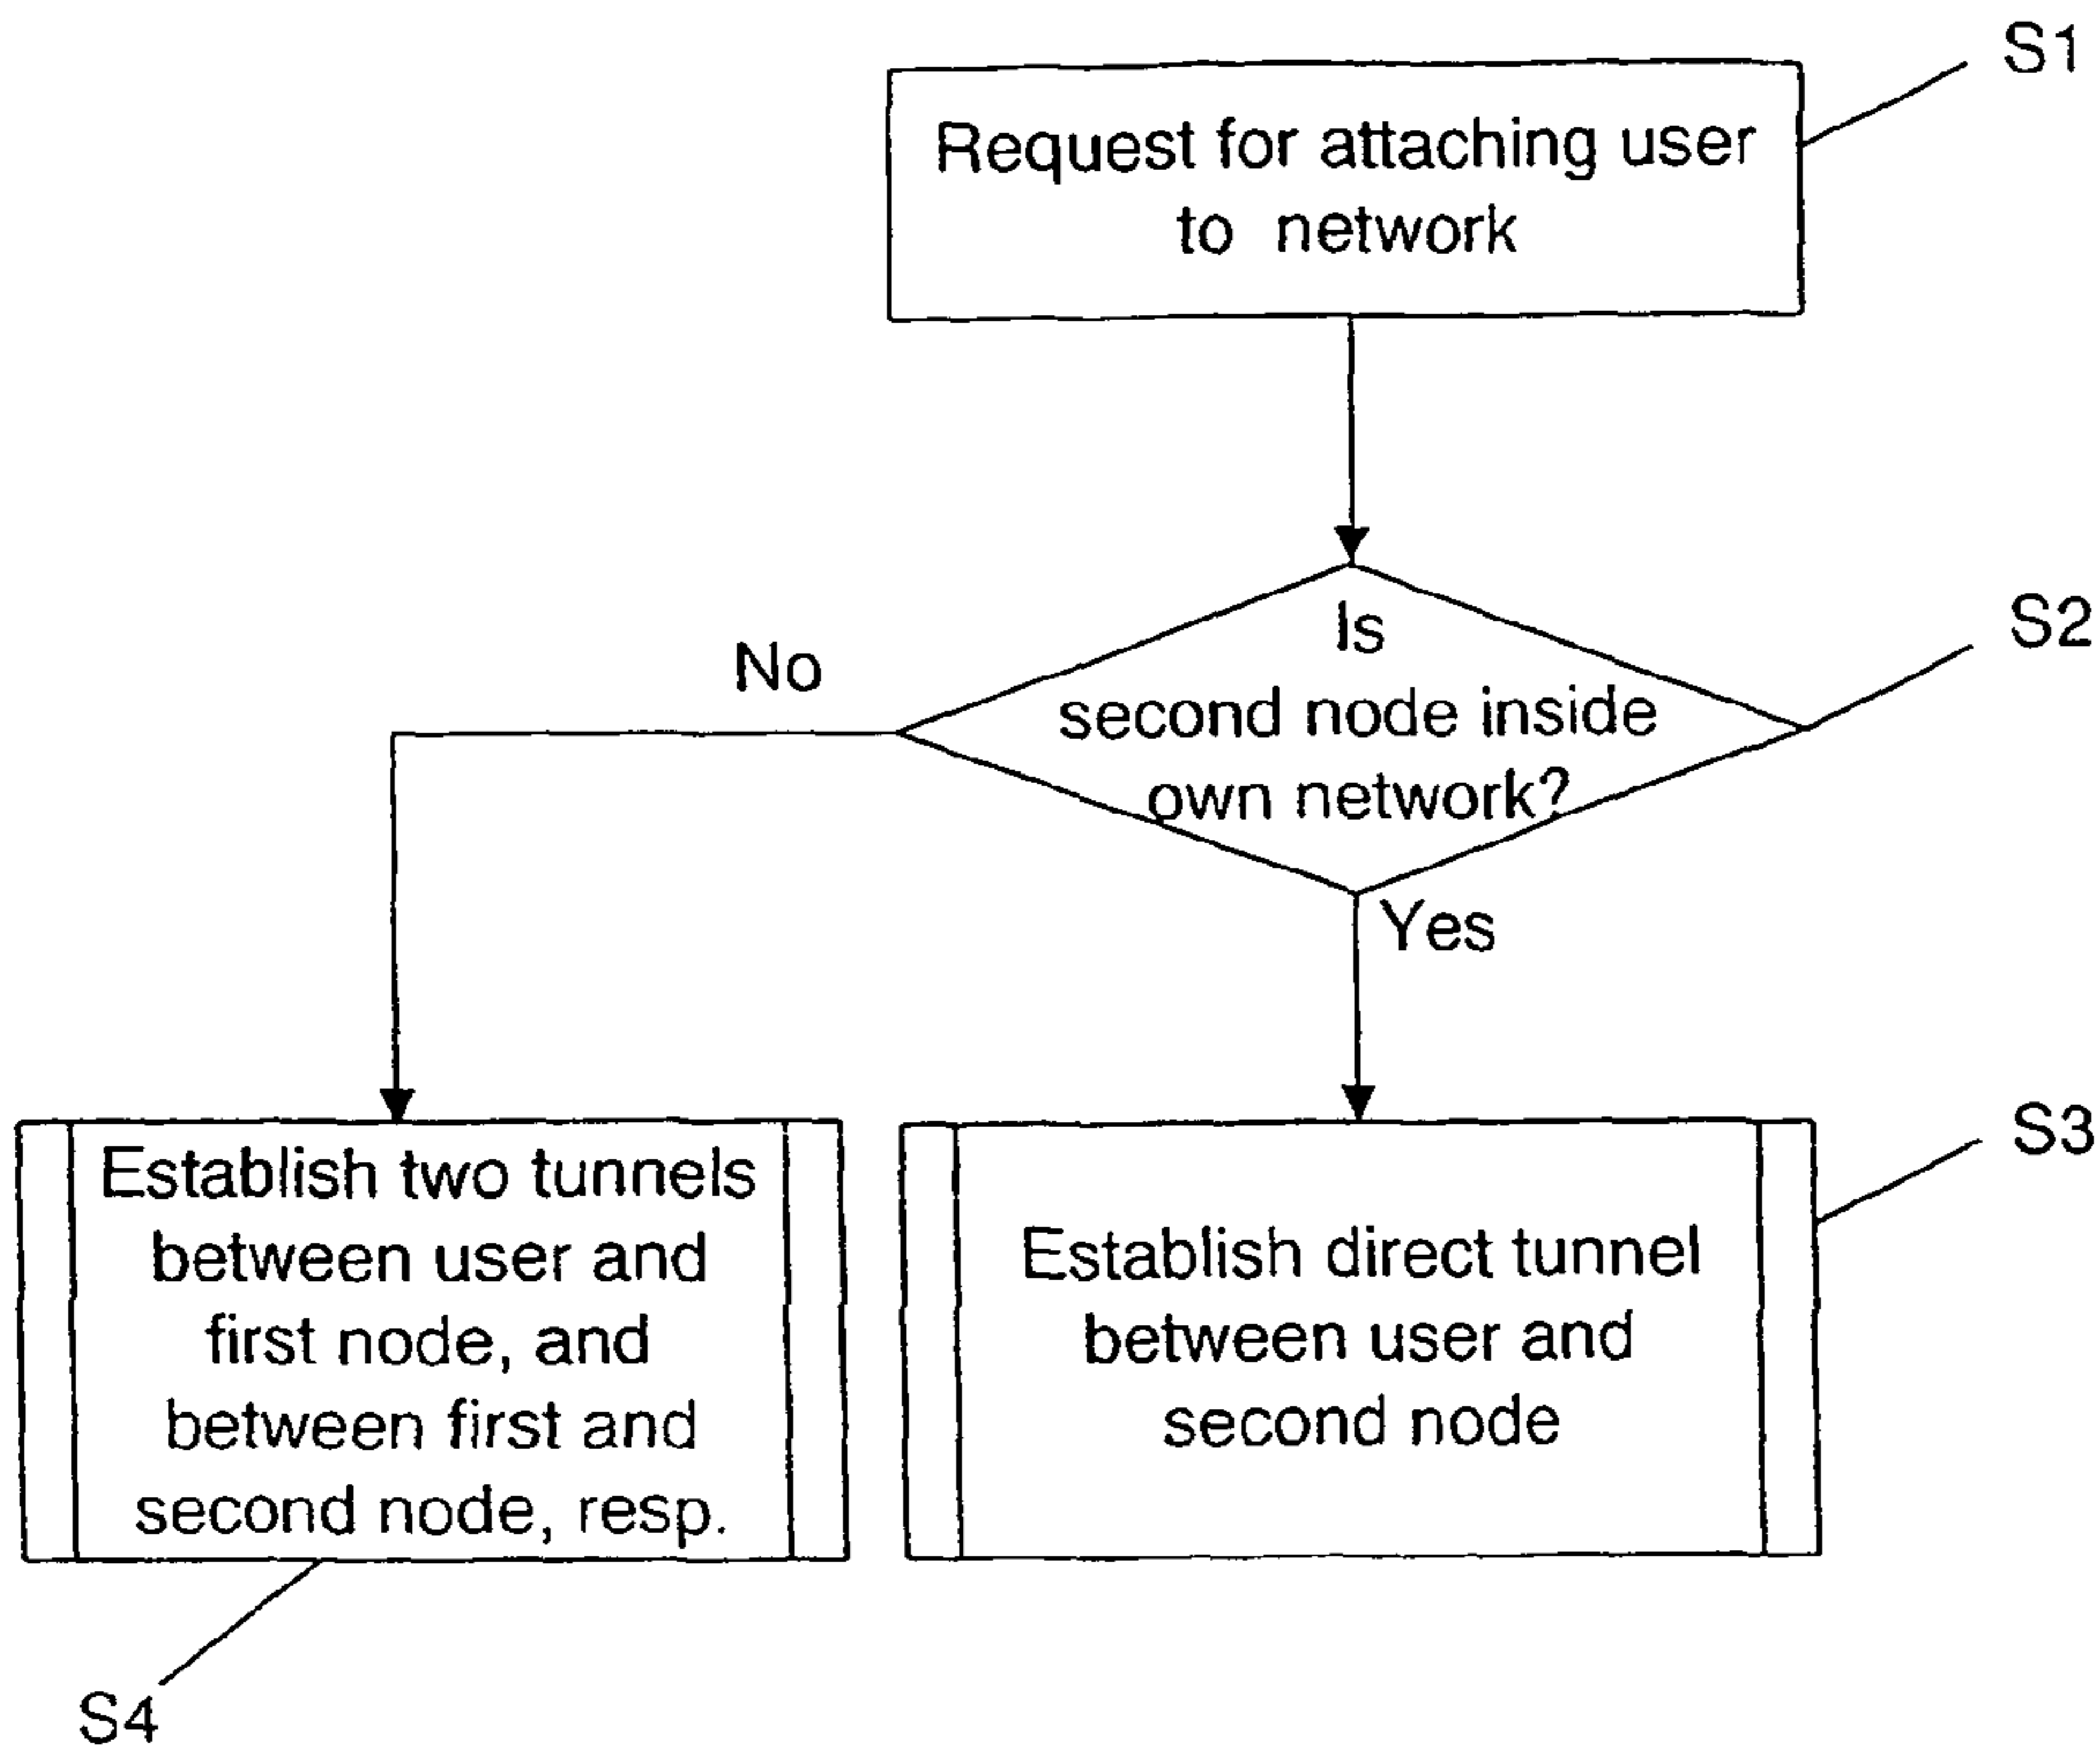 S1
Request for attaching user
to network
S2
No
Is
second node inside
own network?
Yes
S3
Establish two tunnels
between user and
first node, and
between first and
second node, resp.
Establish direct tunnel
between user and
second node
S4